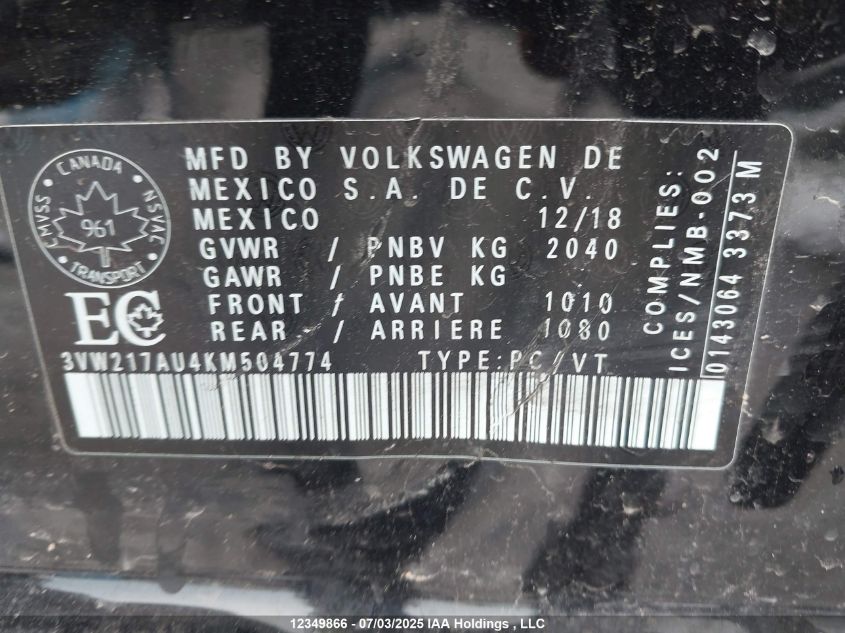 CANADA
CMVSS NSVAC
961
TRANSPORT
MFD BY VOLKSWAGEN DE
MEXICO S.A. DE C.V.
MEXICO 12/18
GVWR / PNBV KG 2040
GAWR / PNBE KG
FRONT / AVANT 1010
REAR / ARRIERE 1080
EC
3VW217AU4KM504774 TYPE:PC/VT
COMPLIES:
ICES/NMB-002
0143064 3373 M
12349866 - 07/03/2025 IAA Holdings , LLC